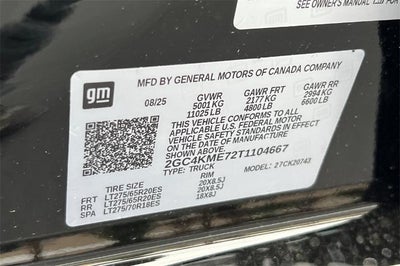 SEE OWNER'S MANUAL
gm
MFD BY GENERAL MOTORS OF CANADA COMPANY
08/25 GVWR GAWR FRT GAWR RR
5001 KG 2177 KG 2994 KG
11025 LB 4800 LB 6600 LB
THIS VEHICLE CONFORMS TO ALL APPLICABLE
U.S. FEDERAL MOTOR
VEHICLE SAFETY STANDARDS IN EFFECT ON THE
DATE OF MANUFACTURE SHOWN ABOVE.
2GC4KME72T1104667
TYPE: TRUCK MODEL: 2TCK20743
TIRE SIZE RIM
FRT LT275/65R20ES 20X8.5J
RR LT275/65R20ES 20X8.5J
SPA LT275/70R18ES 18X8J